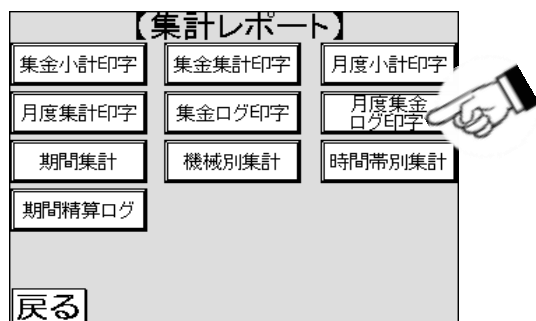 【集計レポート】
集金小計印字
集金集計印字
月度小計印字
月度集計印字
集金ログ印字
月度集金
ログ印字
期間集計
機械別集計
時間帯別集計
期間精算ログ
戻る